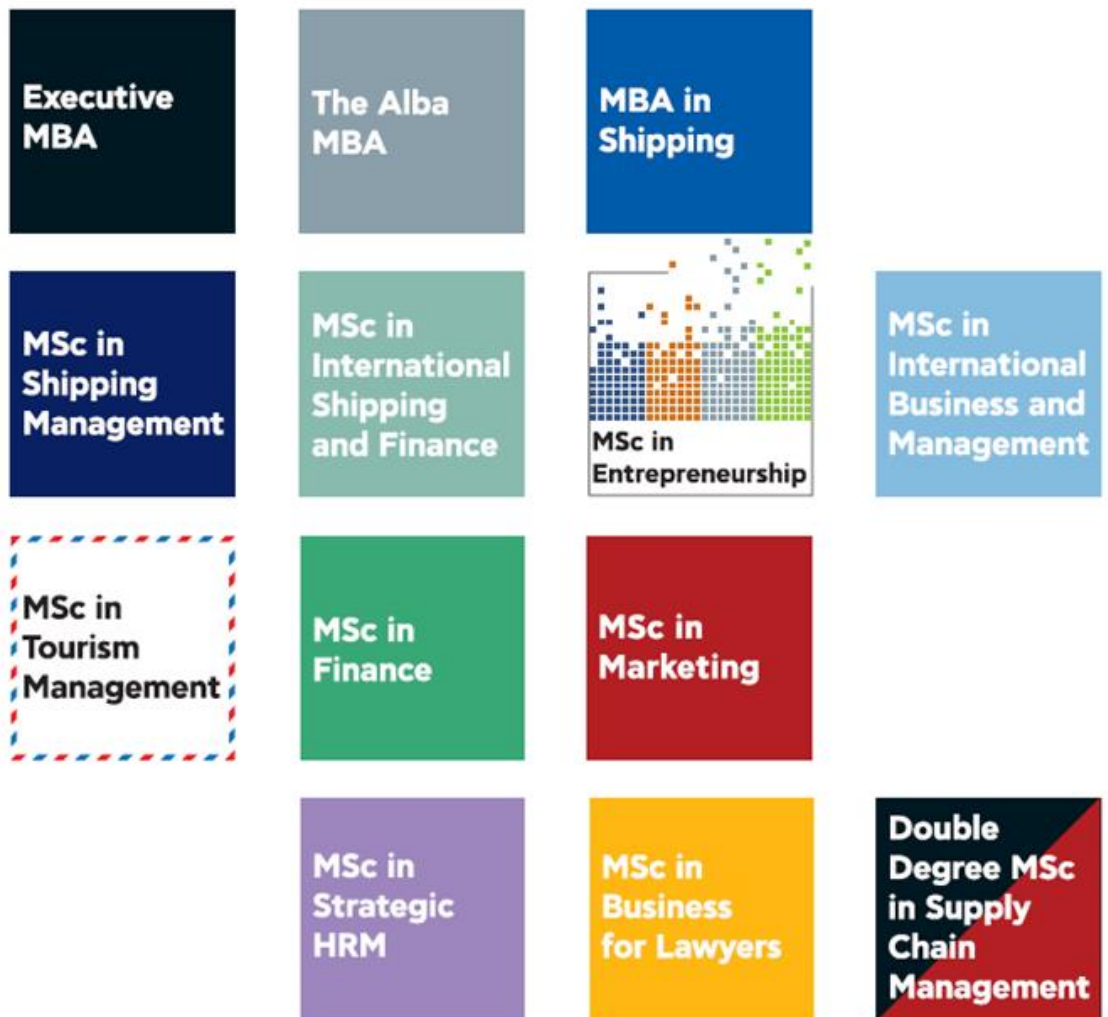 Executive
MBA
The Alba
MBA
MBA in
Shipping
MSc in
Shipping
Management
MSc in
International
Shipping
and Finance
MSc in
Entrepreneurship
MSc in
International
Business and
Management
MSc in
Tourism
Management
MSc in
Finance
MSc in
Marketing
MSc in
Strategic
HRM
MSc in
Business
for Lawyers
Double
Degree MSc
in Supply
Chain
Management